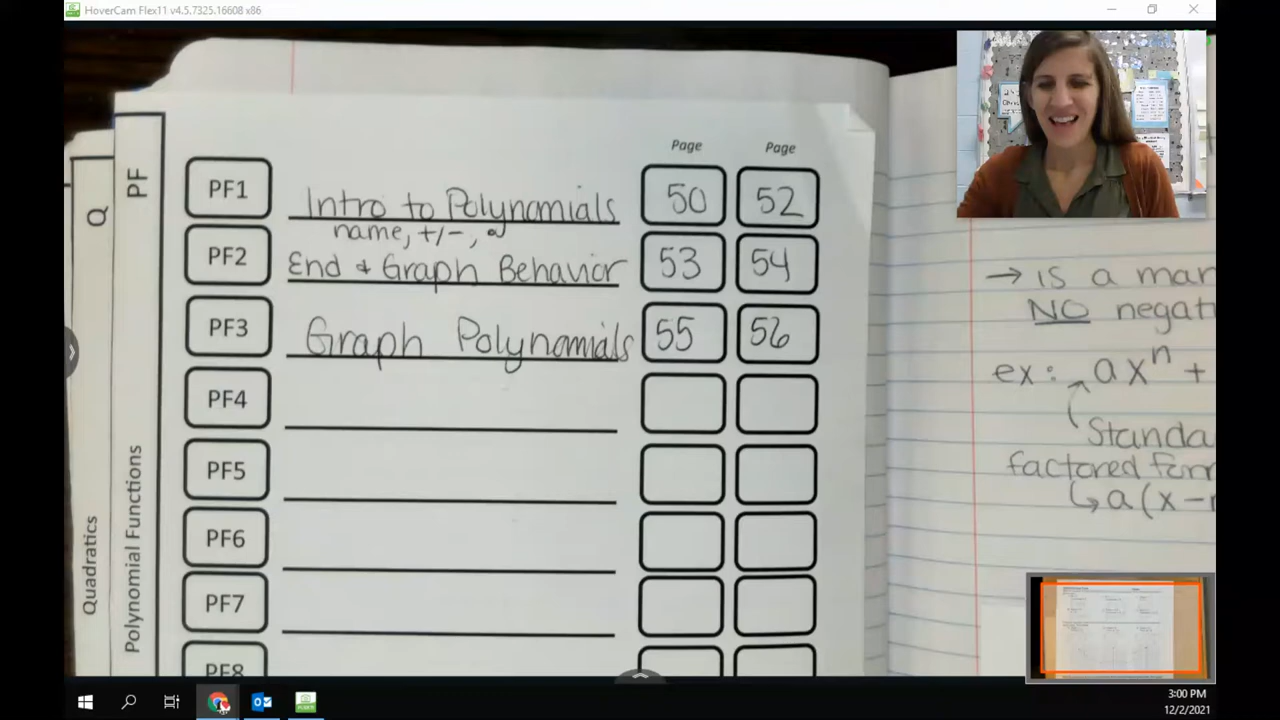 HoverCam Flex11 v4.5.7325.16608 x86
Page Page
PF
Q
PF1 Intro to Polynomials 50 52
name, +/-,
PF2 End + Graph Behavior 53 54
PF3 Graph Polynomials 55 56
PF4
PF5
PF6
PF7
PF8
Quadratics
Polynomial Functions
→ is a mar
NO negat
ex: ax^n +
Standa
factored form
↳ a(x-
3:00 PM
12/2/2021